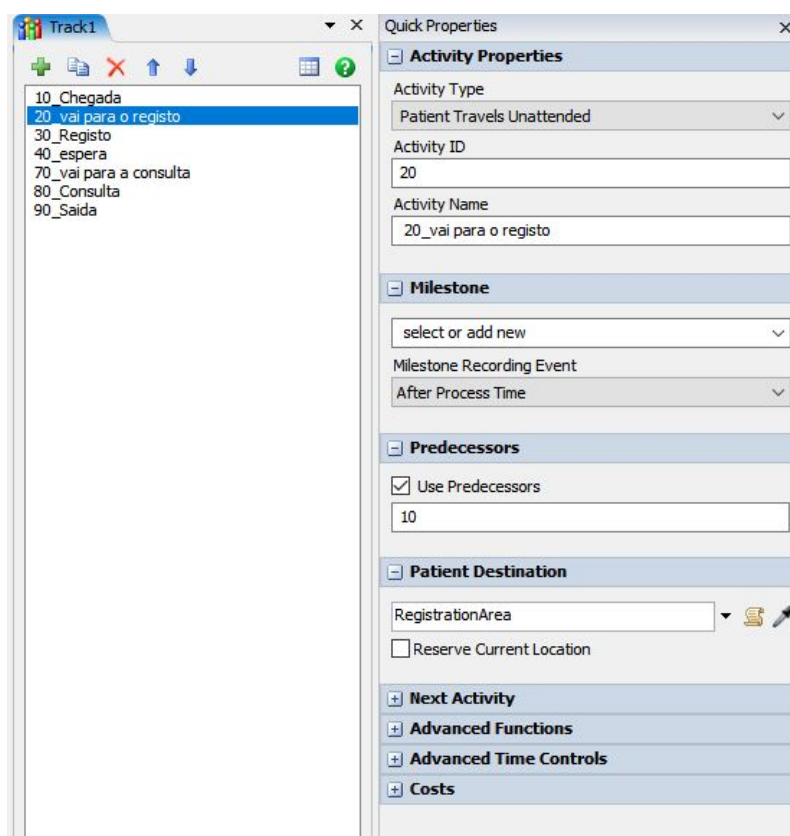 Track1
10_Chegada
20_vai para o registo
30_Registo
40_espera
70_vai para a consulta
80_Consulta
90_Saida
Quick Properties
Activity Properties
Activity Type
Patient Travels Unattended
Activity ID
20
Activity Name
20_vai para o registo
Milestone
select or add new
Milestone Recording Event
After Process Time
Predecessors
Use Predecessors
10
Patient Destination
RegistrationArea
Reserve Current Location
Next Activity
Advanced Functions
Advanced Time Controls
Costs